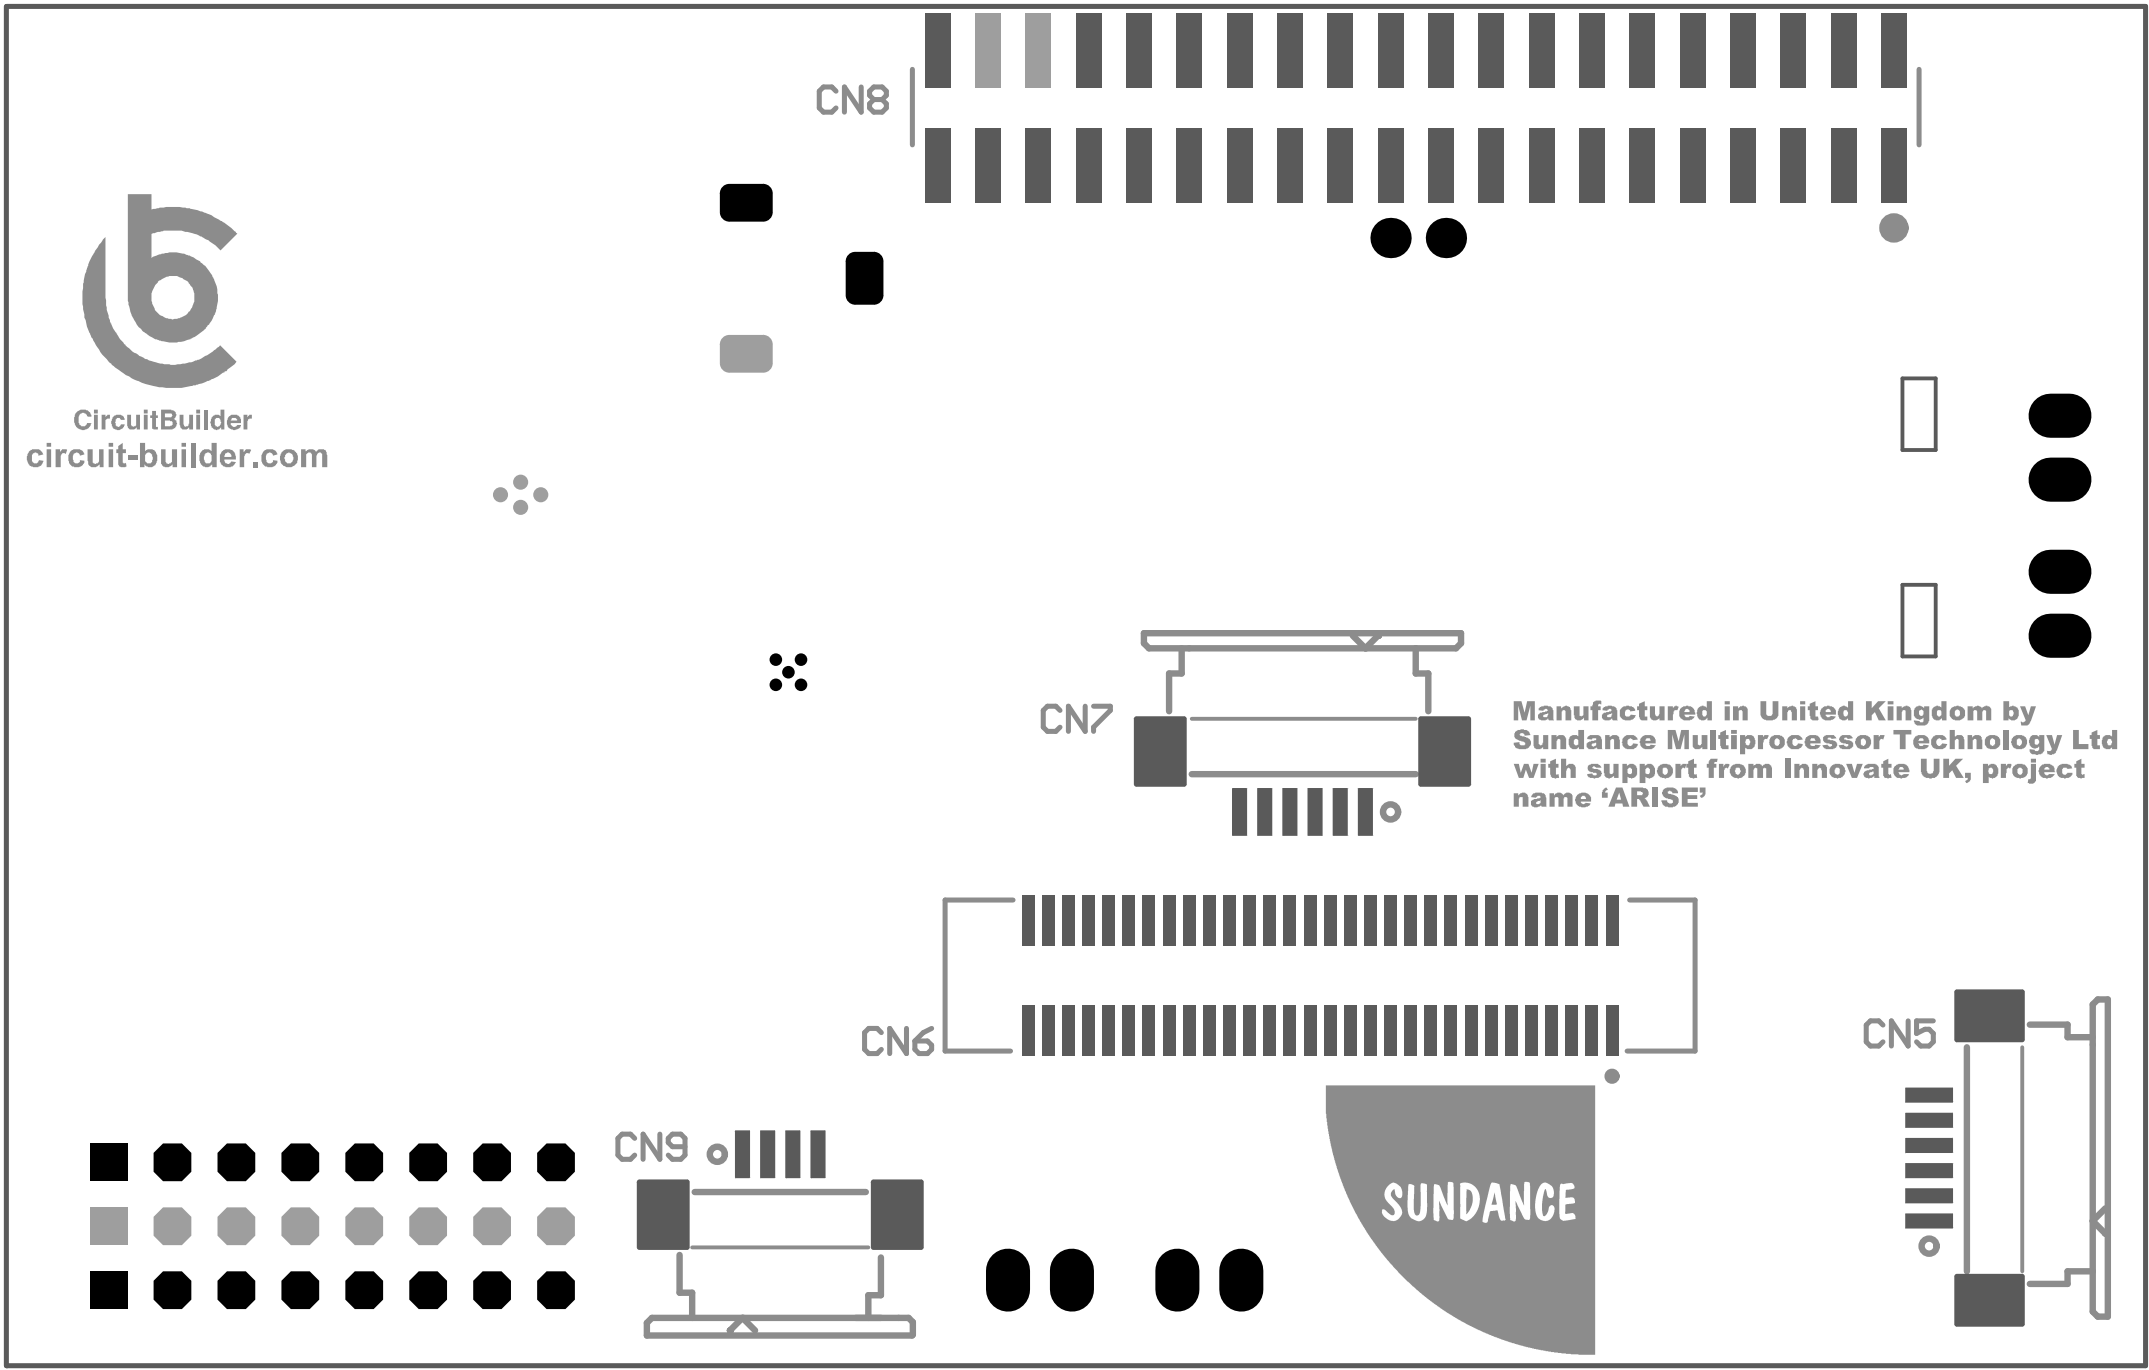 CN8
CircuitBuilder
circuit-builder.com
CN7
Manufactured in United Kingdom by
Sundance Multiprocessor Technology Ltd
with support from Innovate UK, project
name ‘ARISE’
CN6
CN5
CN9
SUNDANCE